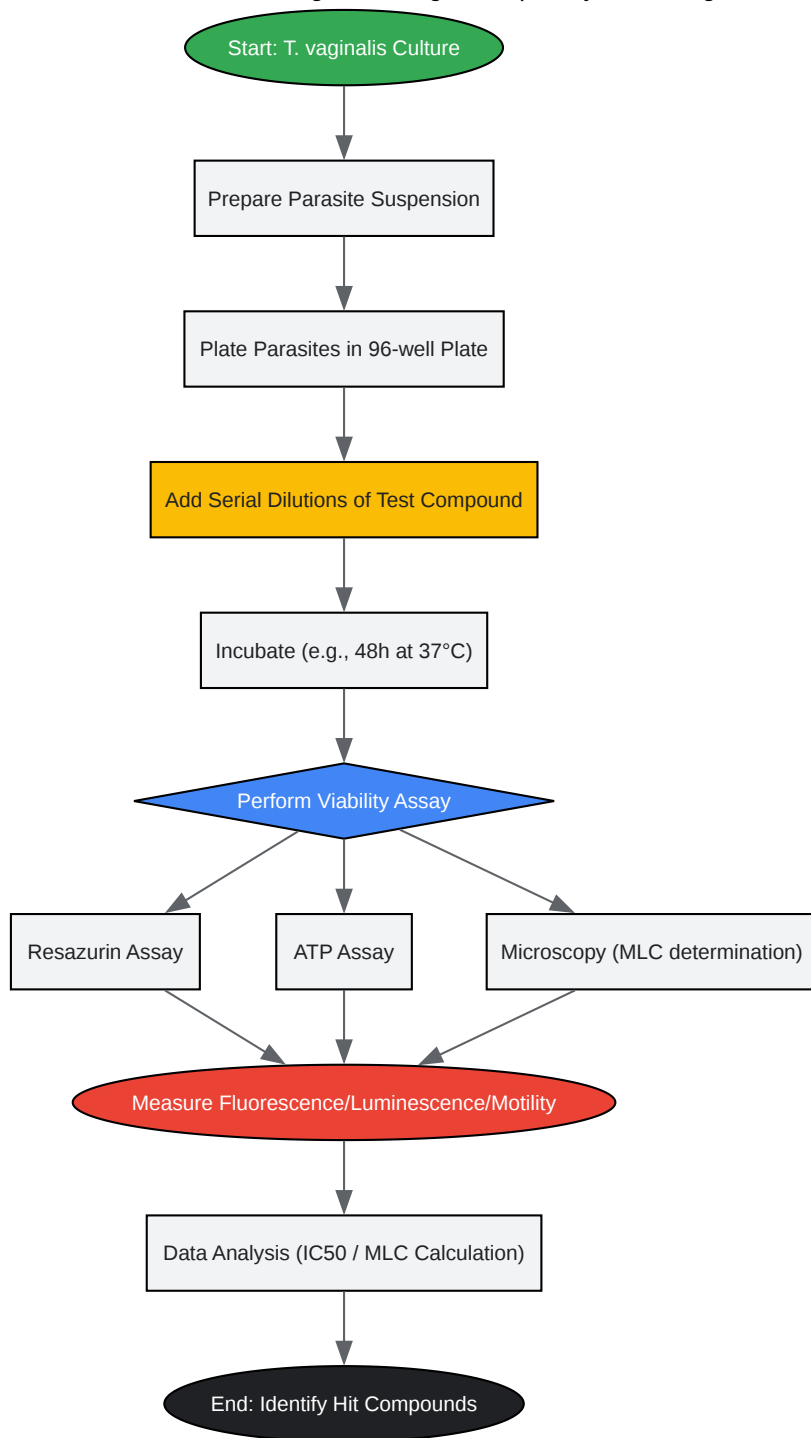 Start: T. vaginalis Culture
Prepare Parasite Suspension
Plate Parasites in 96-well Plate
Add Serial Dilutions of Test Compound
Incubate (e.g., 48h at 37°C)
Perform Viability Assay
Resazurin Assay
ATP Assay
Microscopy (MLC determination)
Measure Fluorescence/Luminescence/Motility
Data Analysis (IC50 / MLC Calculation)
End: Identify Hit Compounds